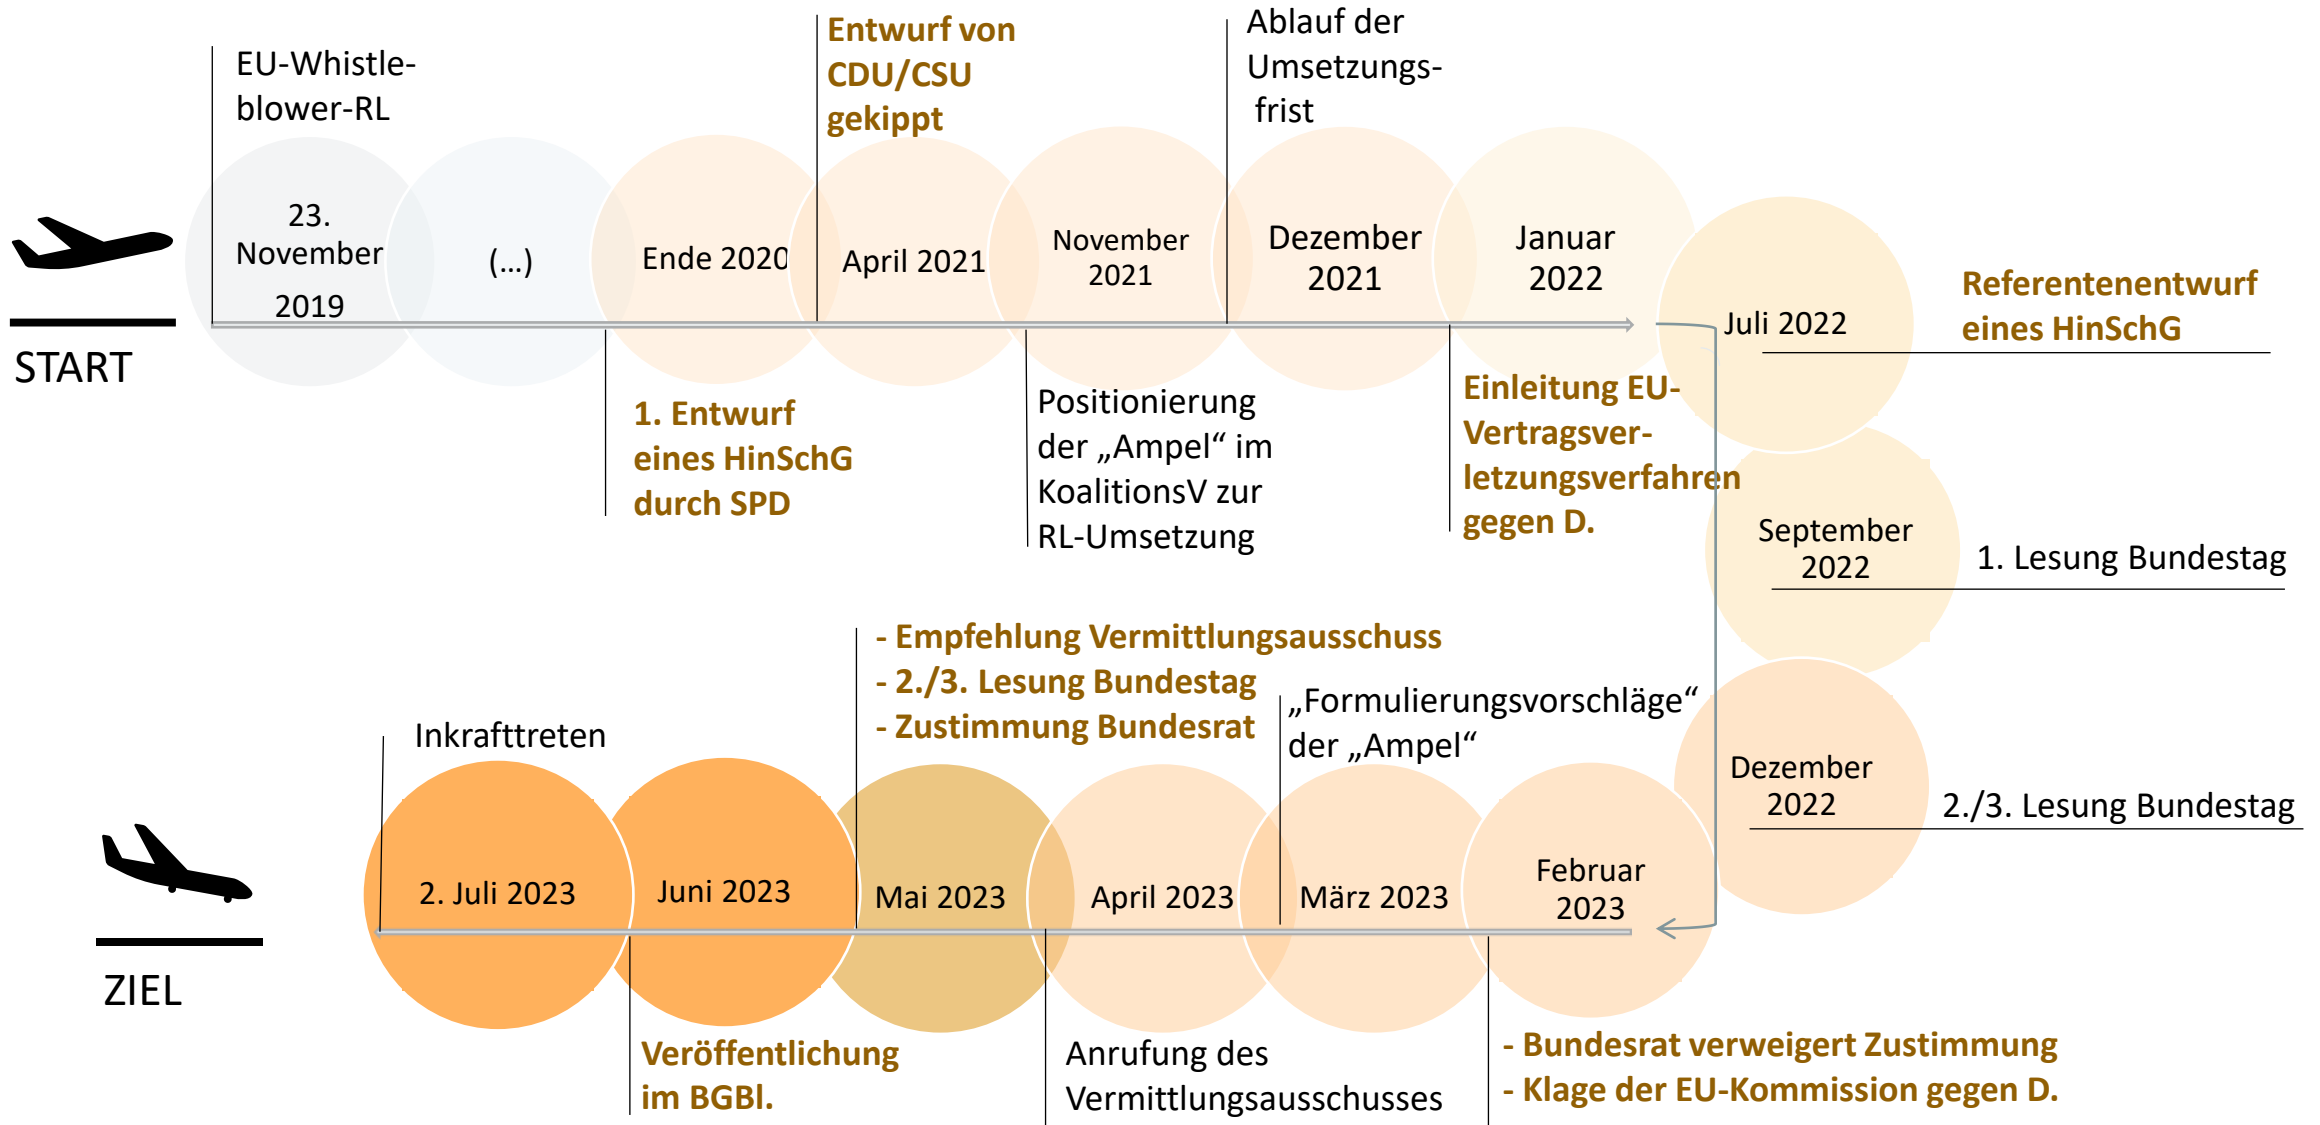 EU-Whistle-
blower-RL
Entwurf von
CDU/CSU
gekippt
Ablauf der
Umsetzungs-
frist
START
23.
November
2019
(...)
Ende 2020
April 2021
November
2021
Dezember
2021
Januar
2022
Juli 2022
Referentenentwurf
eines HinSchG
1. Entwurf
eines HinSchG
durch SPD
Positionierung
der „Ampel“ im
KoalitionsV zur
RL-Umsetzung
Einleitung EU-
Vertragsver-
letzungsverfahren
gegen D.
September
2022
1. Lesung Bundestag
Dezember
2022
2./3. Lesung Bundestag
- Empfehlung Vermittlungsausschuss
- 2./3. Lesung Bundestag
- Zustimmung Bundesrat
„Formulierungsvorschläge“
der „Ampel“
Inkrafttreten
ZIEL
2. Juli 2023
Juni 2023
Mai 2023
April 2023
März 2023
Februar
2023
Veröffentlichung
im BGBl.
Anrufung des
Vermittlungsausschusses
- Bundesrat verweigert Zustimmung
- Klage der EU-Kommission gegen D.